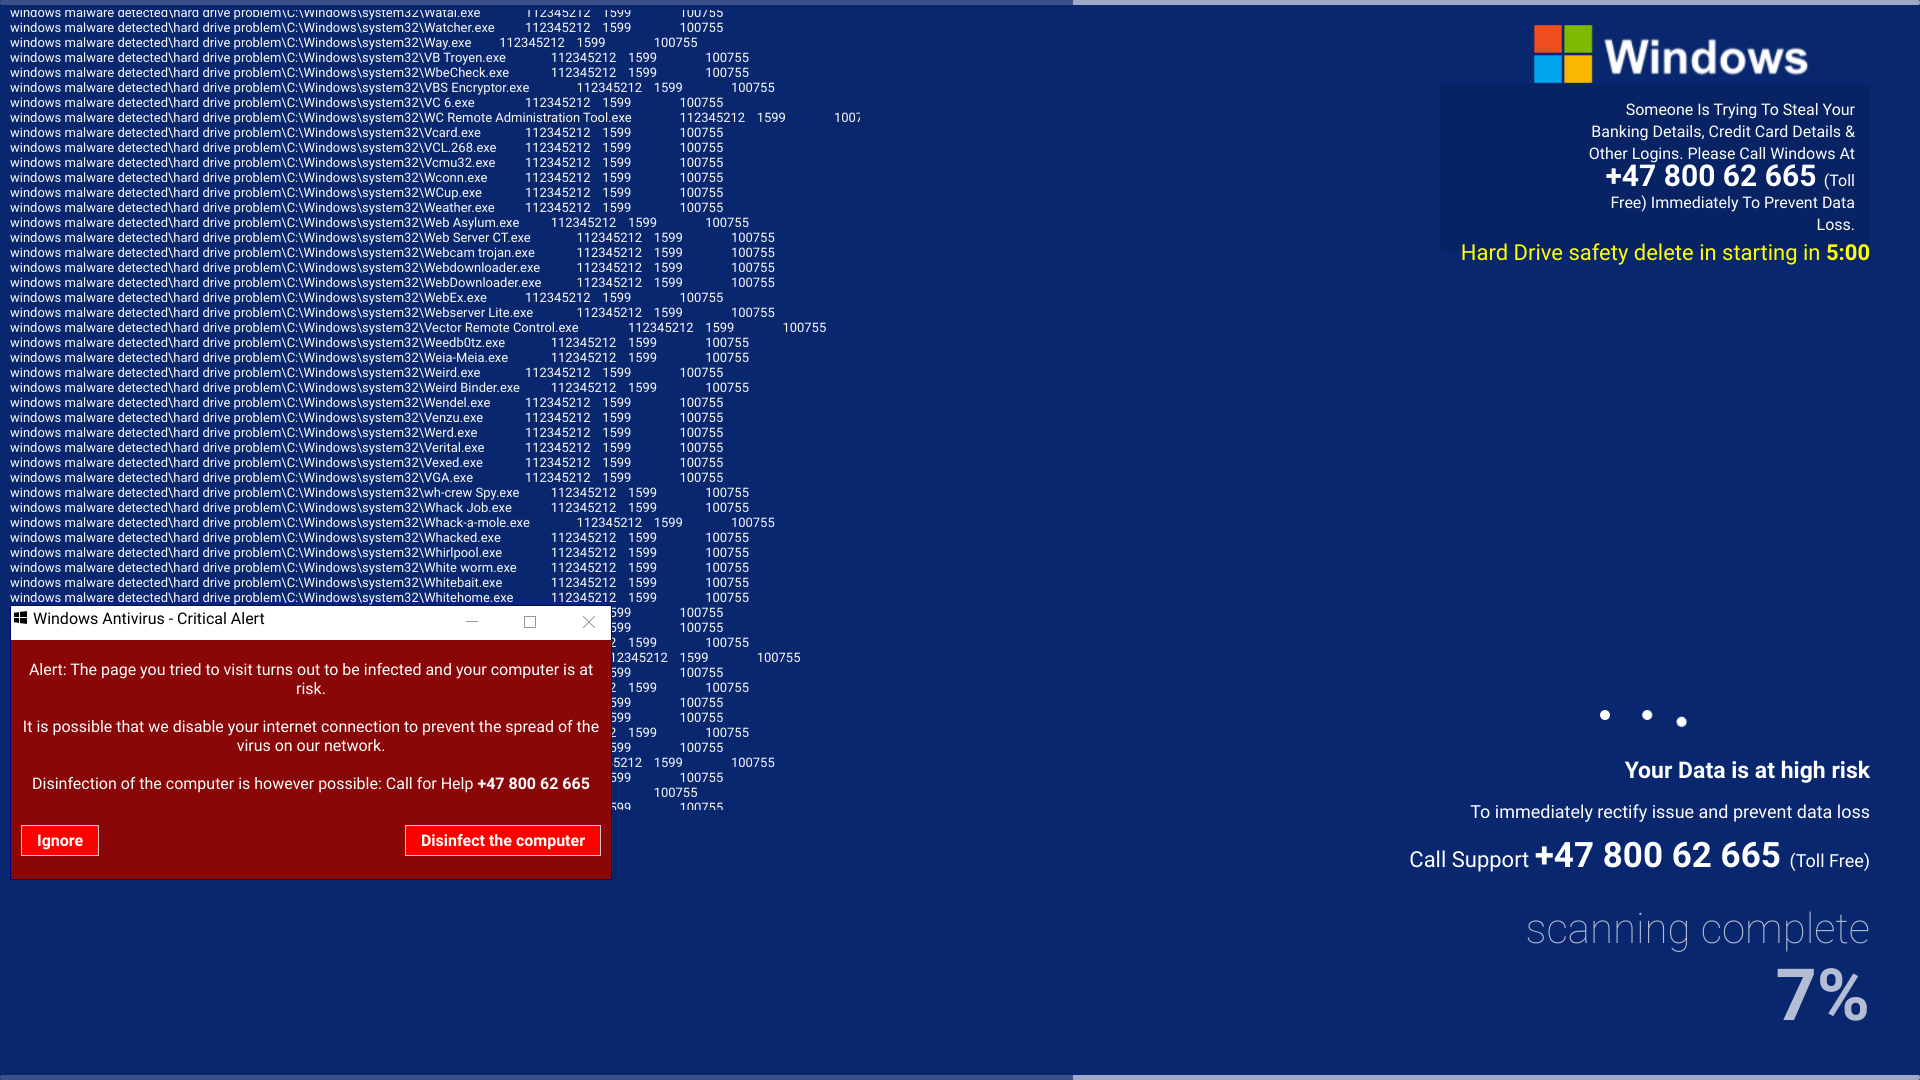 windows malware detected\hard drive problem\C:\Windows\system32\Watal.exe 112345212 1599 100755
windows malware detected\hard drive problem\C:\Windows\system32\Watcher.exe 112345212 1599 100755
windows malware detected\hard drive problem\C:\Windows\system32\Way.exe 112345212 1599 100755
windows malware detected\hard drive problem\C:\Windows\system32\VB Troyen.exe 112345212 1599 100755
windows malware detected\hard drive problem\C:\Windows\system32\WbeCheck.exe 112345212 1599 100755
windows malware detected\hard drive problem\C:\Windows\system32\VBS Encryptor.exe 112345212 1599 100755
windows malware detected\hard drive problem\C:\Windows\system32\VC 6.exe 112345212 1599 100755
windows malware detected\hard drive problem\C:\Windows\system32\WC Remote Administration Tool.exe 112345212 1599 1007
windows malware detected\hard drive problem\C:\Windows\system32\Vcard.exe 112345212 1599 100755
windows malware detected\hard drive problem\C:\Windows\system32\VCL.268.exe 112345212 1599 100755
windows malware detected\hard drive problem\C:\Windows\system32\Vcmu32.exe 112345212 1599 100755
windows malware detected\hard drive problem\C:\Windows\system32\Wconn.exe 112345212 1599 100755
windows malware detected\hard drive problem\C:\Windows\system32\WCup.exe 112345212 1599 100755
windows malware detected\hard drive problem\C:\Windows\system32\Weather.exe 112345212 1599 100755
windows malware detected\hard drive problem\C:\Windows\system32\Web Asylum.exe 112345212 1599 100755
windows malware detected\hard drive problem\C:\Windows\system32\Web Server CT.exe 112345212 1599 100755
windows malware detected\hard drive problem\C:\Windows\system32\Webcam trojan.exe 112345212 1599 100755
windows malware detected\hard drive problem\C:\Windows\system32\Webdownloader.exe 112345212 1599 100755
windows malware detected\hard drive problem\C:\Windows\system32\WebDownloader.exe 112345212 1599 100755
windows malware detected\hard drive problem\C:\Windows\system32\WebEx.exe 112345212 1599 100755
windows malware detected\hard drive problem\C:\Windows\system32\Webserver Lite.exe 112345212 1599 100755
windows malware detected\hard drive problem\C:\Windows\system32\Vector Remote Control.exe 112345212 1599 100755
windows malware detected\hard drive problem\C:\Windows\system32\Weedb0tz.exe 112345212 1599 100755
windows malware detected\hard drive problem\C:\Windows\system32\Weia-Meia.exe 112345212 1599 100755
windows malware detected\hard drive problem\C:\Windows\system32\Weird.exe 112345212 1599 100755
windows malware detected\hard drive problem\C:\Windows\system32\Weird Binder.exe 112345212 1599 100755
windows malware detected\hard drive problem\C:\Windows\system32\Wendel.exe 112345212 1599 100755
windows malware detected\hard drive problem\C:\Windows\system32\Venzu.exe 112345212 1599 100755
windows malware detected\hard drive problem\C:\Windows\system32\Werd.exe 112345212 1599 100755
windows malware detected\hard drive problem\C:\Windows\system32\Verital.exe 112345212 1599 100755
windows malware detected\hard drive problem\C:\Windows\system32\Vexed.exe 112345212 1599 100755
windows malware detected\hard drive problem\C:\Windows\system32\VGA.exe 112345212 1599 100755
windows malware detected\hard drive problem\C:\Windows\system32\wh-crew Spy.exe 112345212 1599 100755
windows malware detected\hard drive problem\C:\Windows\system32\Whack Job.exe 112345212 1599 100755
windows malware detected\hard drive problem\C:\Windows\system32\Whack-a-mole.exe 112345212 1599 100755
windows malware detected\hard drive problem\C:\Windows\system32\Whacked.exe 112345212 1599 100755
windows malware detected\hard drive problem\C:\Windows\system32\Whirlpool.exe 112345212 1599 100755
windows malware detected\hard drive problem\C:\Windows\system32\White worm.exe 112345212 1599 100755
windows malware detected\hard drive problem\C:\Windows\system32\Whitebait.exe 112345212 1599 100755
windows malware detected\hard drive problem\C:\Windows\system32\Whitehome.exe 112345212 1599 100755
599 100755
599 100755
2 1599 100755
12345212 1599 100755
599 100755
2 1599 100755
599 100755
599 100755
2 1599 100755
599 100755
5212 1599 100755
599 100755
100755
599 100755
Windows Antivirus - Critical Alert
Alert: The page you tried to visit turns out to be infected and your computer is at
risk.
It is possible that we disable your internet connection to prevent the spread of the
virus on our network.
Disinfection of the computer is however possible: Call for Help +47 800 62 665
Ignore
Disinfect the computer
Windows
Someone Is Trying To Steal Your
Banking Details, Credit Card Details &
Other Logins. Please Call Windows At
+47 800 62 665 (Toll
Free) Immediately To Prevent Data
Loss.
Hard Drive safety delete in starting in 5:00
Your Data is at high risk
To immediately rectify issue and prevent data loss
Call Support +47 800 62 665 (Toll Free)
scanning complete
7%